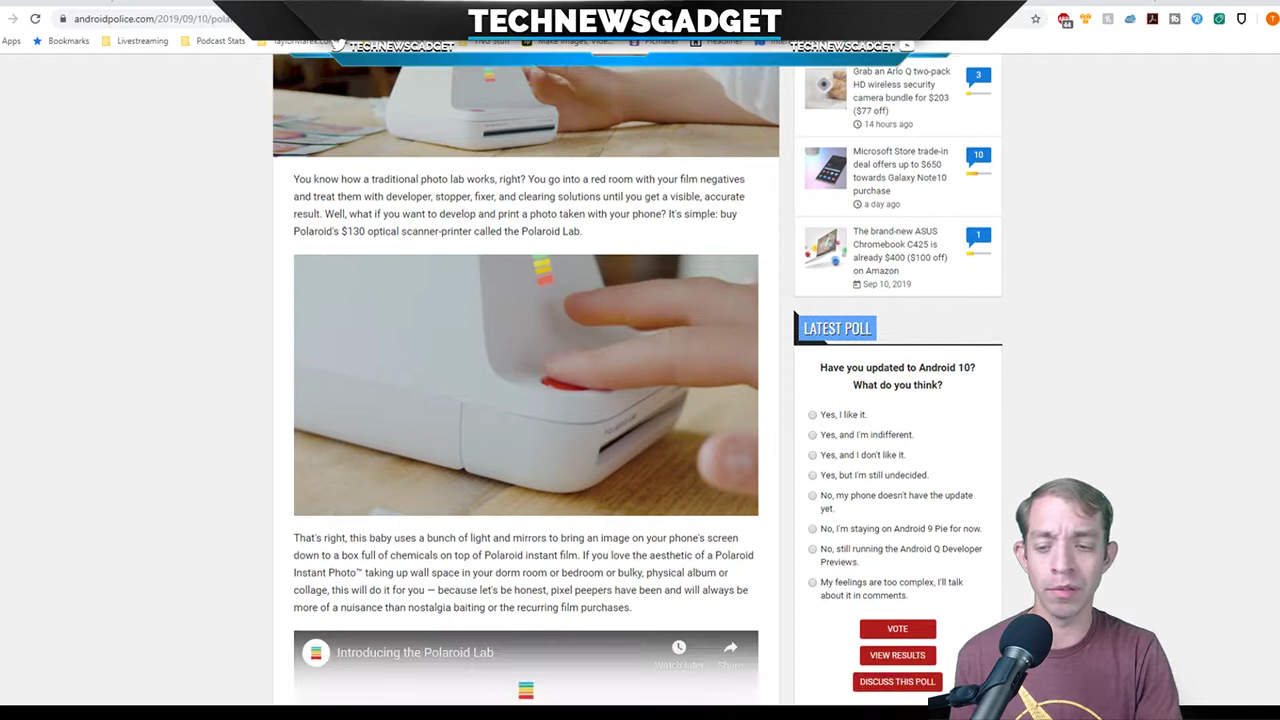 TECHNEWSGADGET
androidpolice.com/2019/09/10/pola
Apps
Bookmarks
Livestreaming
Podcast Stats
TECHNEWSGADGET
TECHNEWSGADGET
You know how a traditional photo lab works, right? You go into a red room with your film negatives
and treat them with developer, stopper, fixer, and clearing solutions until you get a visible, accurate
result. Well, what if you want to develop and print a photo taken with your phone? It's simple: buy
Polaroid's $130 optical scanner-printer called the Polaroid Lab.
That's right, this baby uses a bunch of light and mirrors to bring an image on your phone's screen
down to a box full of chemicals on top of Polaroid instant film. If you love the aesthetic of a Polaroid
Instant Photo™ taking up wall space in your dorm room or bedroom or bulky, physical album or
collage, this will do it for you — because let's be honest, pixel peepers have been and will always be
more of a nuisance than nostalgia baiting or the recurring film purchases.
Introducing the Polaroid Lab
Watch later
Share
Grab an Arlo Q two-pack
HD wireless security
camera bundle for $203
($77 off)
14 hours ago
3
Microsoft Store trade-in
deal offers up to $650
towards Galaxy Note10
purchase
a day ago
10
The brand-new ASUS
Chromebook C425 is
already $400 ($100 off)
on Amazon
Sep 10, 2019
1
LATEST POLL
Have you updated to Android 10?
What do you think?
Yes, I like it.
Yes, and I'm indifferent.
Yes, and I don't like it.
Yes, but I'm still undecided.
No, my phone doesn't have the update
yet.
No, I'm staying on Android 9 Pie for now.
No, still running the Android Q Developer
Previews.
My feelings are too complex, I'll talk
about it in comments.
VOTE
VIEW RESULTS
DISCUSS THIS POLL